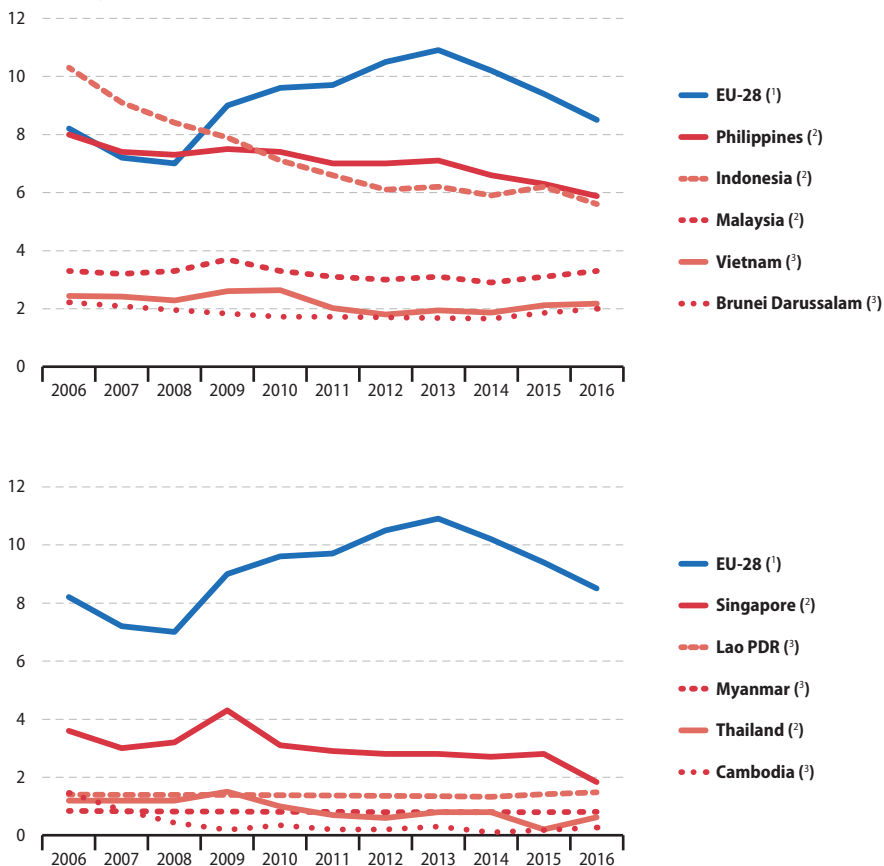 12
10
8
6
4
2
0
2006 2007 2008 2009 2010 2011 2012 2013 2014 2015 2016
EU-28 (¹)
Philippines (²)
Indonesia (²)
Malaysia (²)
Vietnam (³)
Brunei Darussalam (³)
12
10
8
6
4
2
0
2006 2007 2008 2009 2010 2011 2012 2013 2014 2015 2016
EU-28 (¹)
Singapore (²)
Lao PDR (³)
Myanmar (³)
Thailand (²)
Cambodia (³)